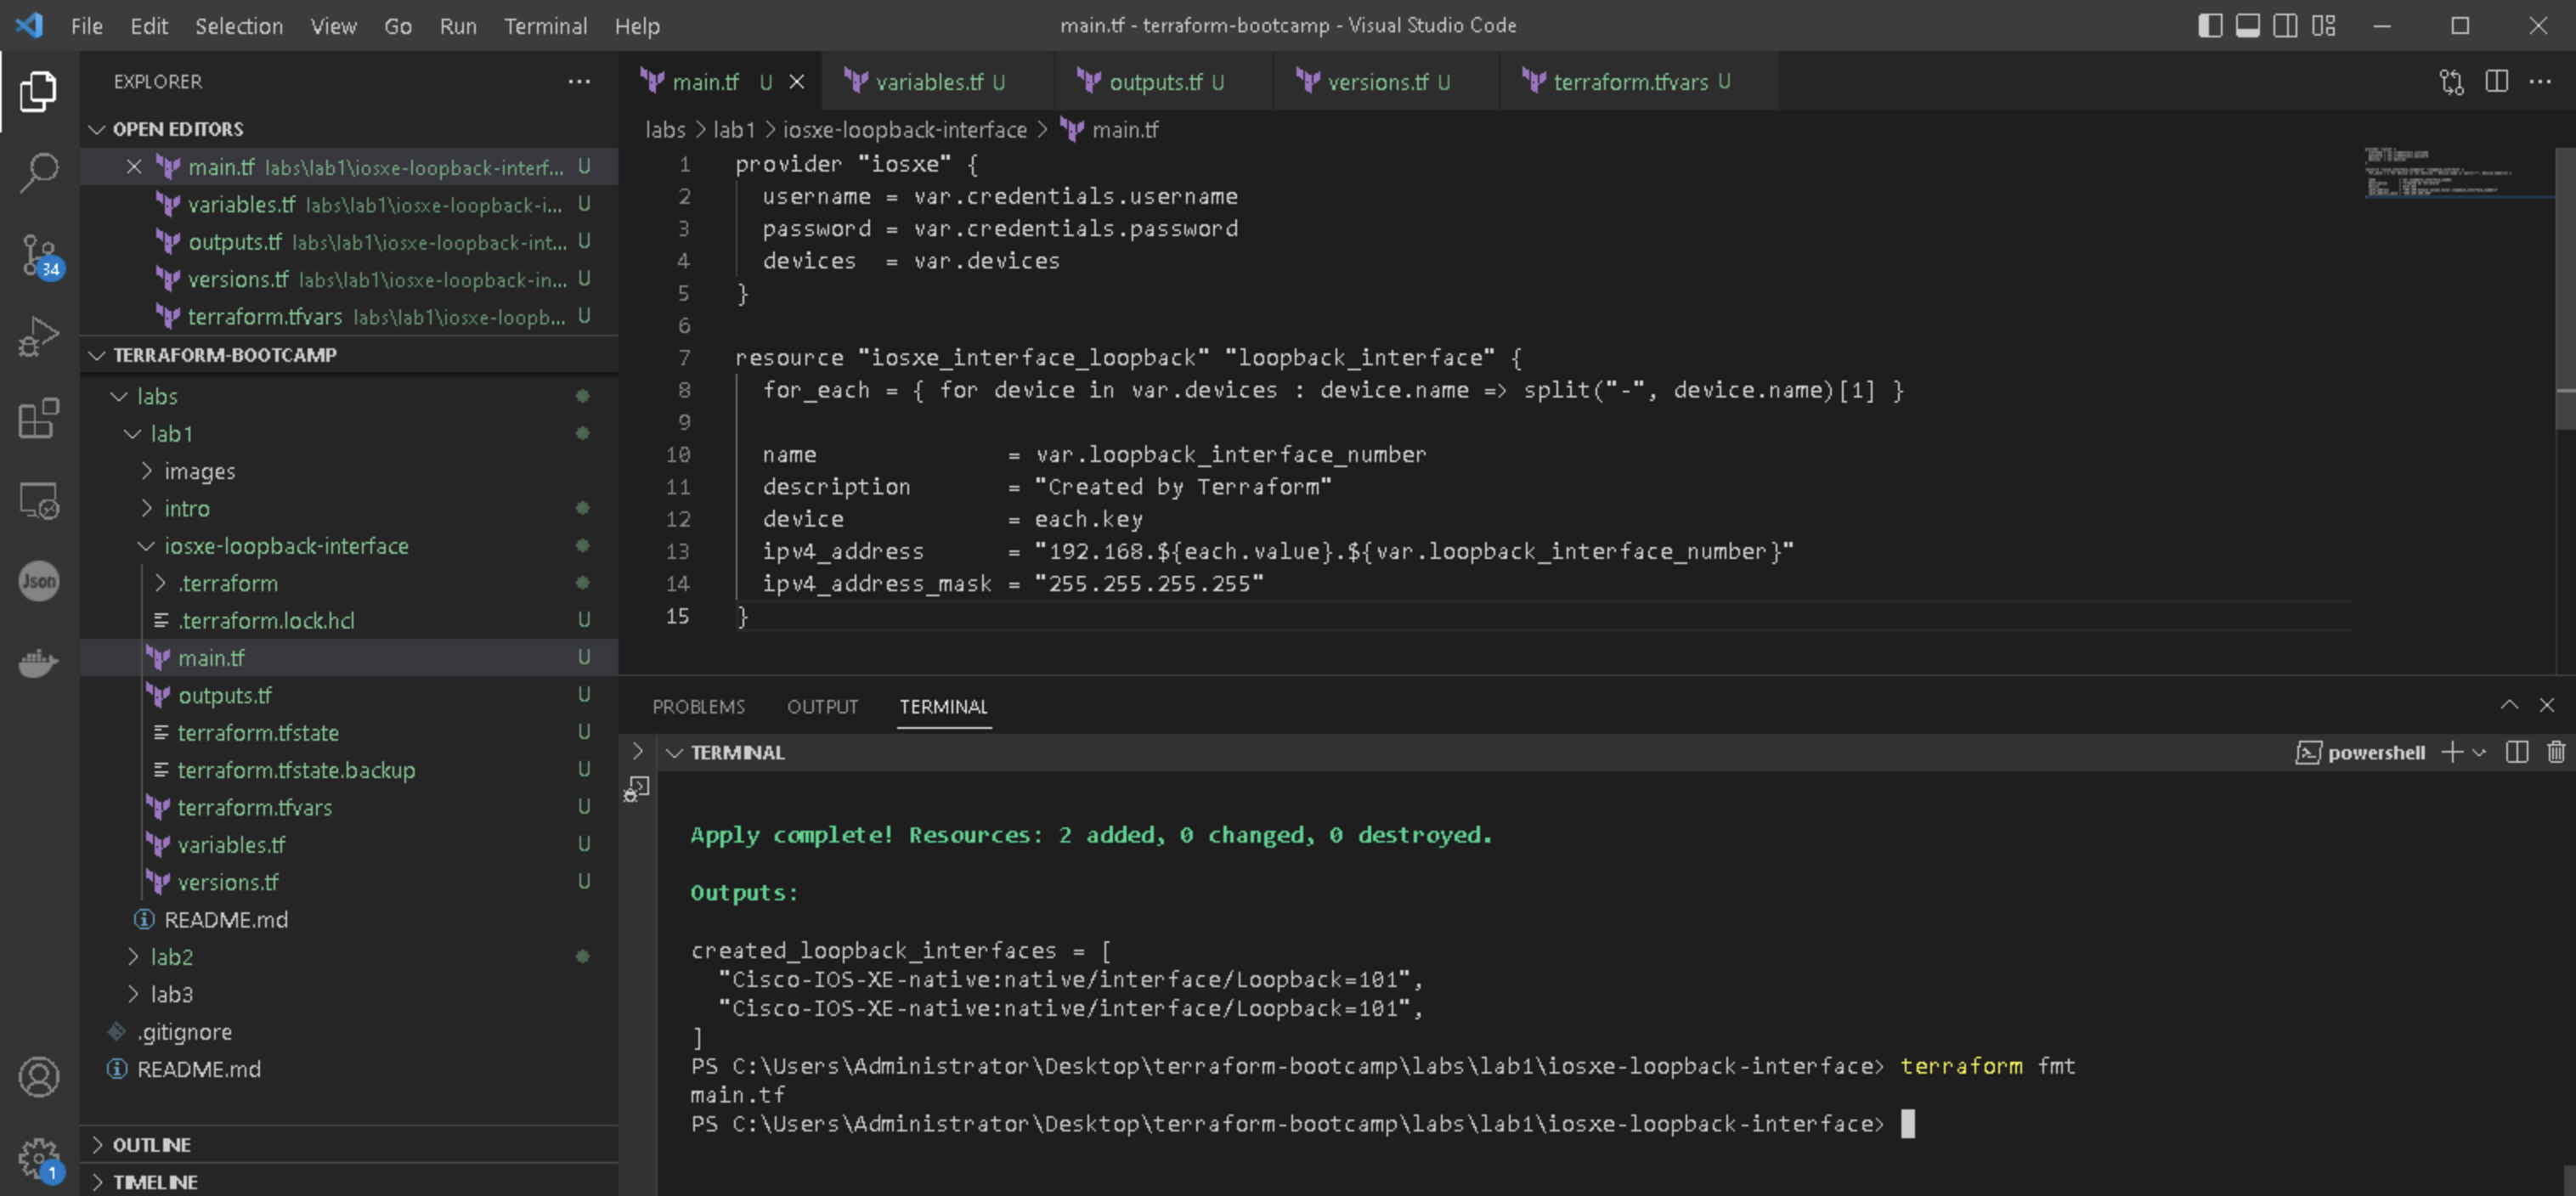 File Edit Selection View Go Run Terminal Help
main.tf - terraform-bootcamp - Visual Studio Code
EXPLORER
OPEN EDITORS
main.tf labs\lab1\iosxe-loopback-interf... U
variables.tf labs\lab1\iosxe-loopback-i... U
outputs.tf labs\lab1\iosxe-loopback-int... U
versions.tf labs\lab1\iosxe-loopback-in... U
terraform.tfvars labs\lab1\iosxe-loopb... U
TERRAFORM-BOOTCAMP
labs
lab1
images
intro
iosxe-loopback-interface
.terraform
.terraform.lock.hcl U
main.tf U
outputs.tf U
terraform.tfstate U
terraform.tfstate.backup U
terraform.tfvars U
variables.tf U
versions.tf U
README.md
lab2
lab3
.gitignore
README.md
OUTLINE
TIMELINE
34
Json
1
main.tf U variables.tf U outputs.tf U versions.tf U terraform.tfvars U
labs > lab1 > iosxe-loopback-interface > main.tf
1 provider "iosxe" {
2 username = var.credentials.username
3 password = var.credentials.password
4 devices = var.devices
5 }
6
7 resource "iosxe_interface_loopback" "loopback_interface" {
8 for_each = { for device in var.devices : device.name => split("-", device.name)[1] }
9
10 name = var.loopback_interface_number
11 description = "Created by Terraform"
12 device = each.key
13 ipv4_address = "192.168.${each.value}.${var.loopback_interface_number}"
14 ipv4_address_mask = "255.255.255.255"
15 }
PROBLEMS OUTPUT TERMINAL
TERMINAL
powershell
Apply complete! Resources: 2 added, 0 changed, 0 destroyed.
Outputs:
created_loopback_interfaces = [
"Cisco-IOS-XE-native:native/interface/Loopback=101",
"Cisco-IOS-XE-native:native/interface/Loopback=101",
]
PS C:\Users\Administrator\Desktop\terraform-bootcamp\labs\lab1\iosxe-loopback-interface> terraform fmt
main.tf
PS C:\Users\Administrator\Desktop\terraform-bootcamp\labs\lab1\iosxe-loopback-interface>